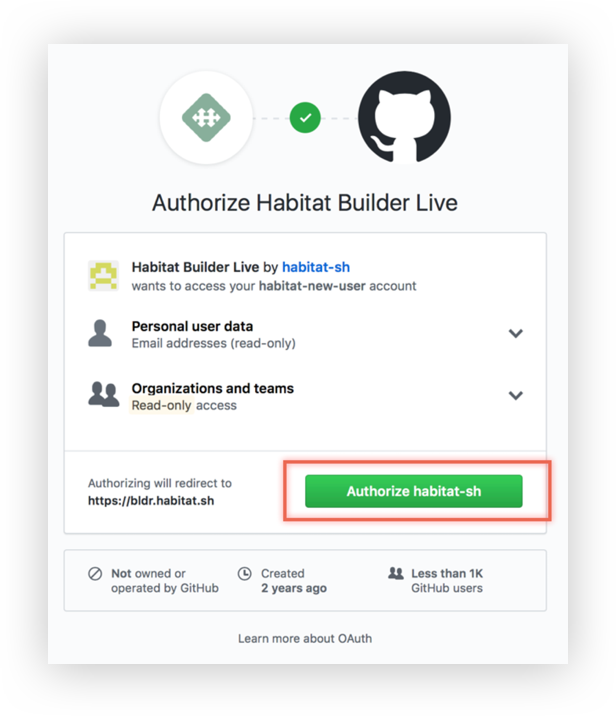 Authorize Habitat Builder Live
Habitat Builder Live by habitat-sh
wants to access your habitat-new-user account
Personal user data
Email addresses (read-only)
Organizations and teams
Read-only access
Authorizing will redirect to
https://bldr.habitat.sh
Authorize habitat-sh
Not owned or
operated by GitHub
Created
2 years ago
Less than 1K
GitHub users
Learn more about OAuth